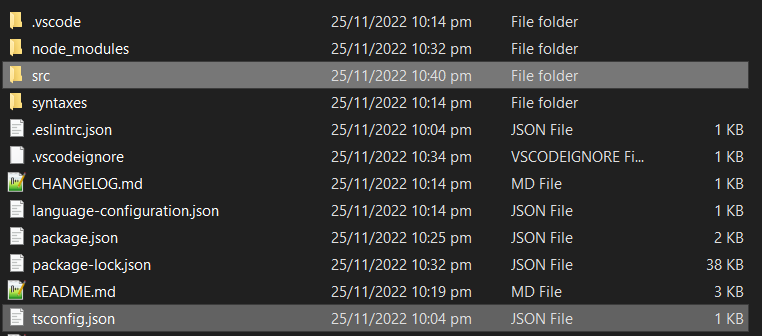 .vscode 25/11/2022 10:14 pm File folder
node_modules 25/11/2022 10:32 pm File folder
src 25/11/2022 10:40 pm File folder
syntaxes 25/11/2022 10:14 pm File folder
.eslintrc.json 25/11/2022 10:04 pm JSON File 1 KB
.vscodeignore 25/11/2022 10:34 pm VSCODEIGNORE Fi... 1 KB
CHANGELOG.md 25/11/2022 10:14 pm MD File 1 KB
language-configuration.json 25/11/2022 10:14 pm JSON File 1 KB
package.json 25/11/2022 10:25 pm JSON File 2 KB
package-lock.json 25/11/2022 10:32 pm JSON File 38 KB
README.md 25/11/2022 10:19 pm MD File 3 KB
tsconfig.json 25/11/2022 10:04 pm JSON File 1 KB